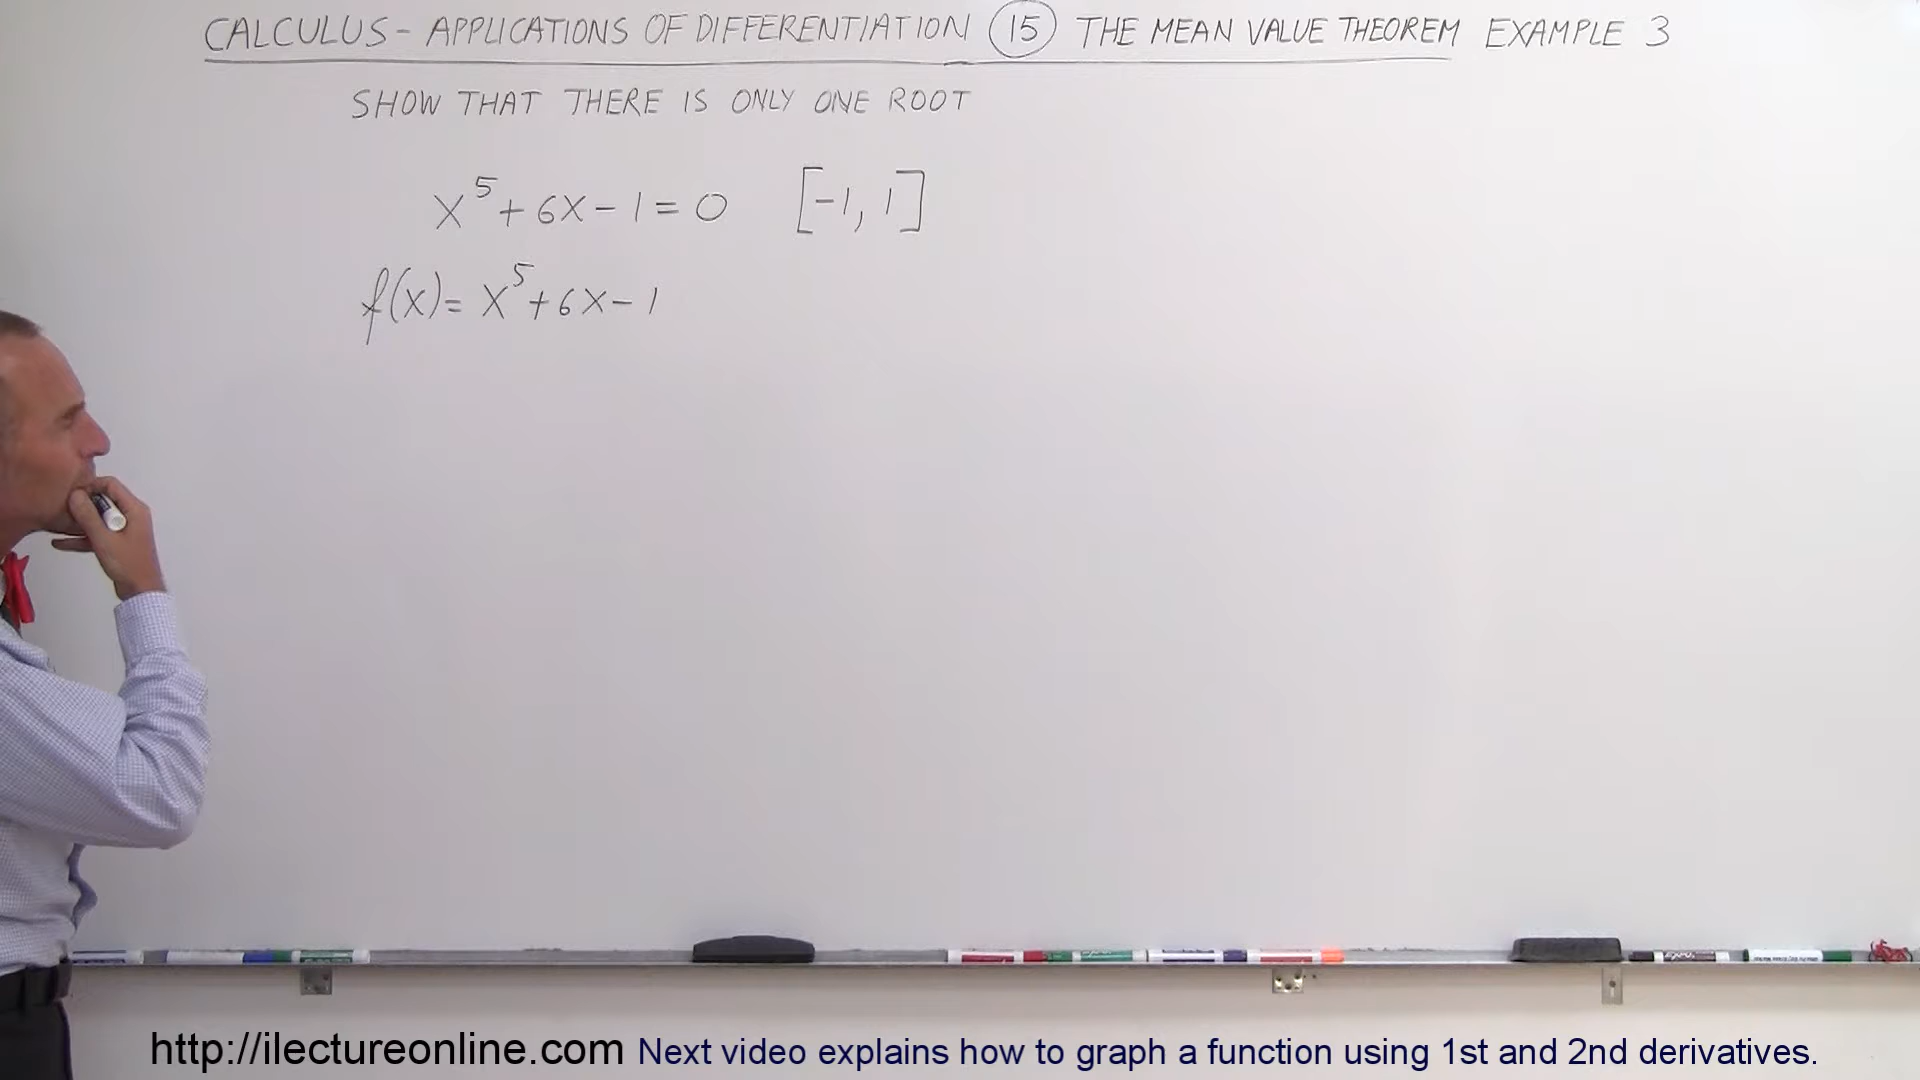 CALCULUS - APPLICATIONS OF DIFFERENTIATION 15 THE MEAN VALUE THEOREM EXAMPLE 3
SHOW THAT THERE IS ONLY ONE ROOT
x⁵ + 6x - 1 = 0 [-1, 1]
f(x) = x⁵ + 6x - 1
http://ilectureonline.com Next video explains how to graph a function using 1st and 2nd derivatives.